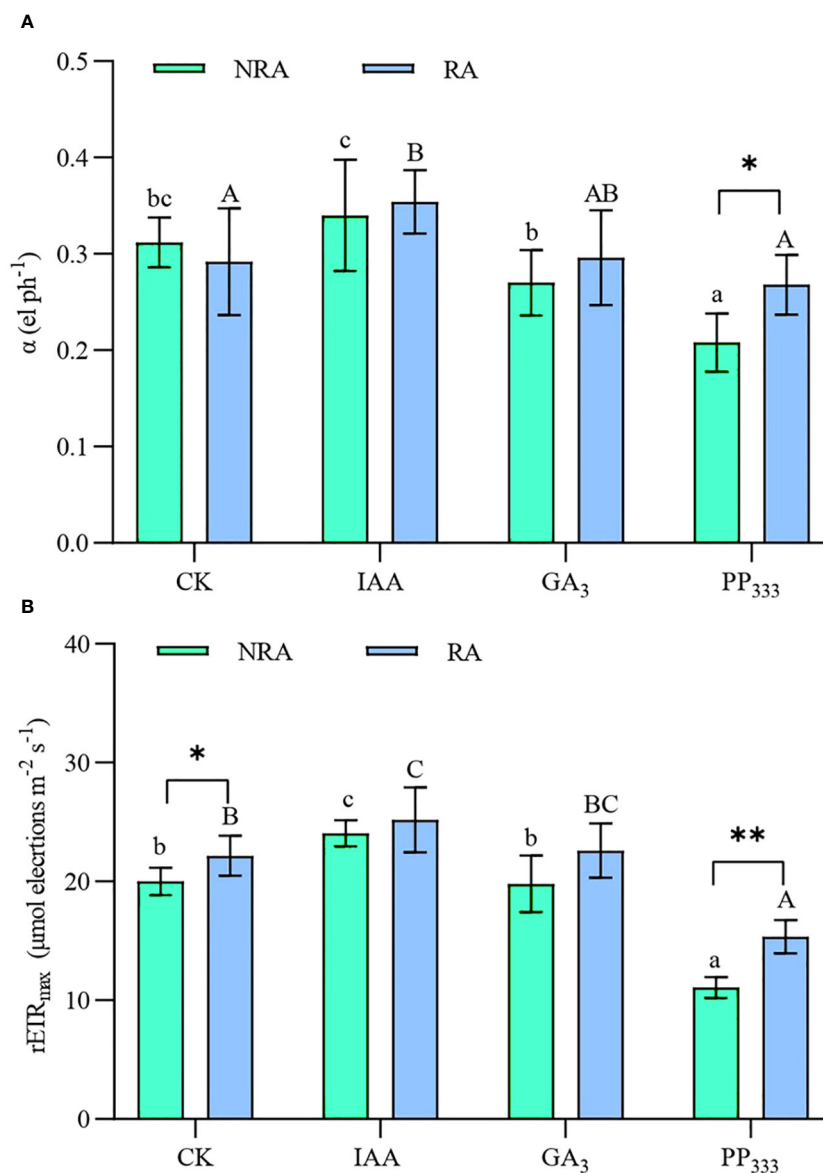 A
NRA RA
0.5
0.4
0.3
0.2
0.1
0.0
α (el ph⁻¹)
bc A c B b AB a A
*
CK IAA GA₃ PP₃₃₃
B
NRA RA
40
30
20
10
0
rETRₘₐₓ (μmol elections m⁻² s⁻¹)
b B c C b BC a A
* **
CK IAA GA₃ PP₃₃₃